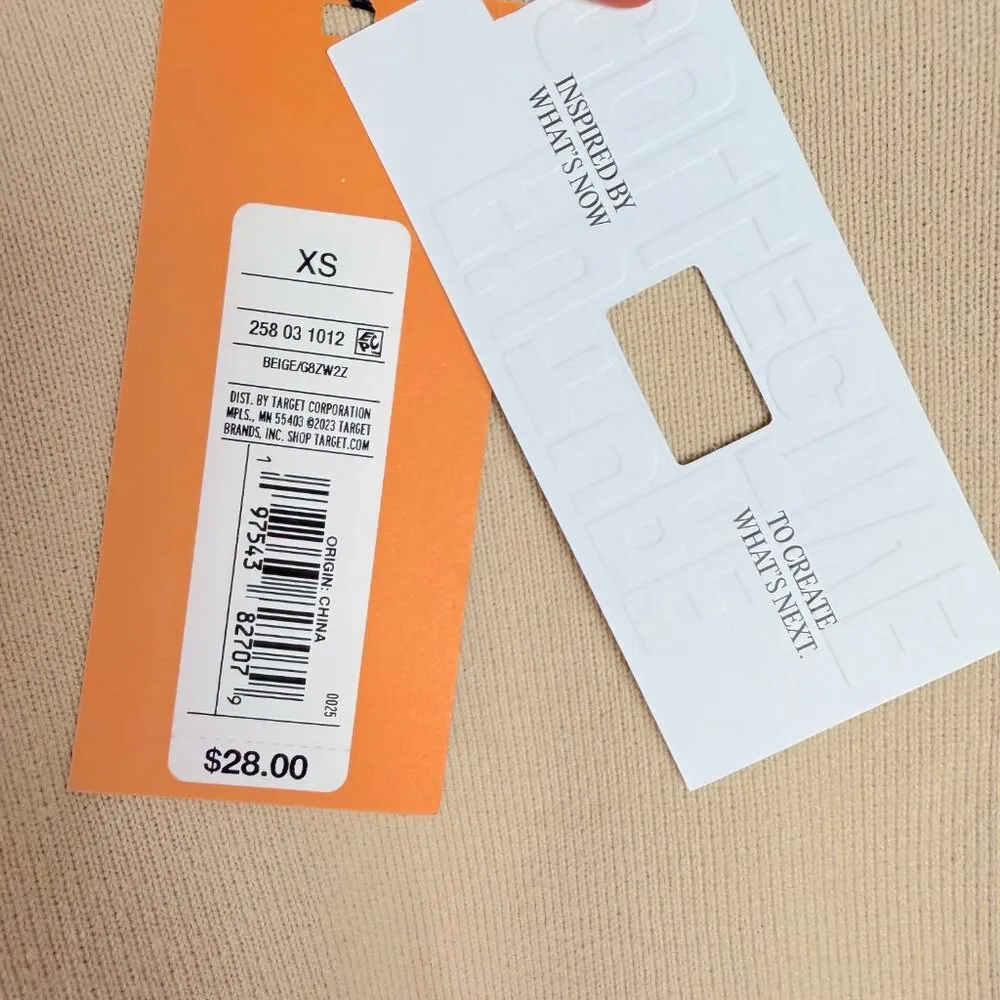 XS
258 03 1012
BEIGE/G8ZW2Z
DIST. BY TARGET CORPORATION
MPLS., MN 55403 ©2023 TARGET
BRANDS, INC. SHOP TARGET.COM
1 97543 82707 9
ORIGIN: CHINA
0025
$28.00
INSPIRED BY
WHAT'S NOW
TO CREATE
WHAT'S NEXT.